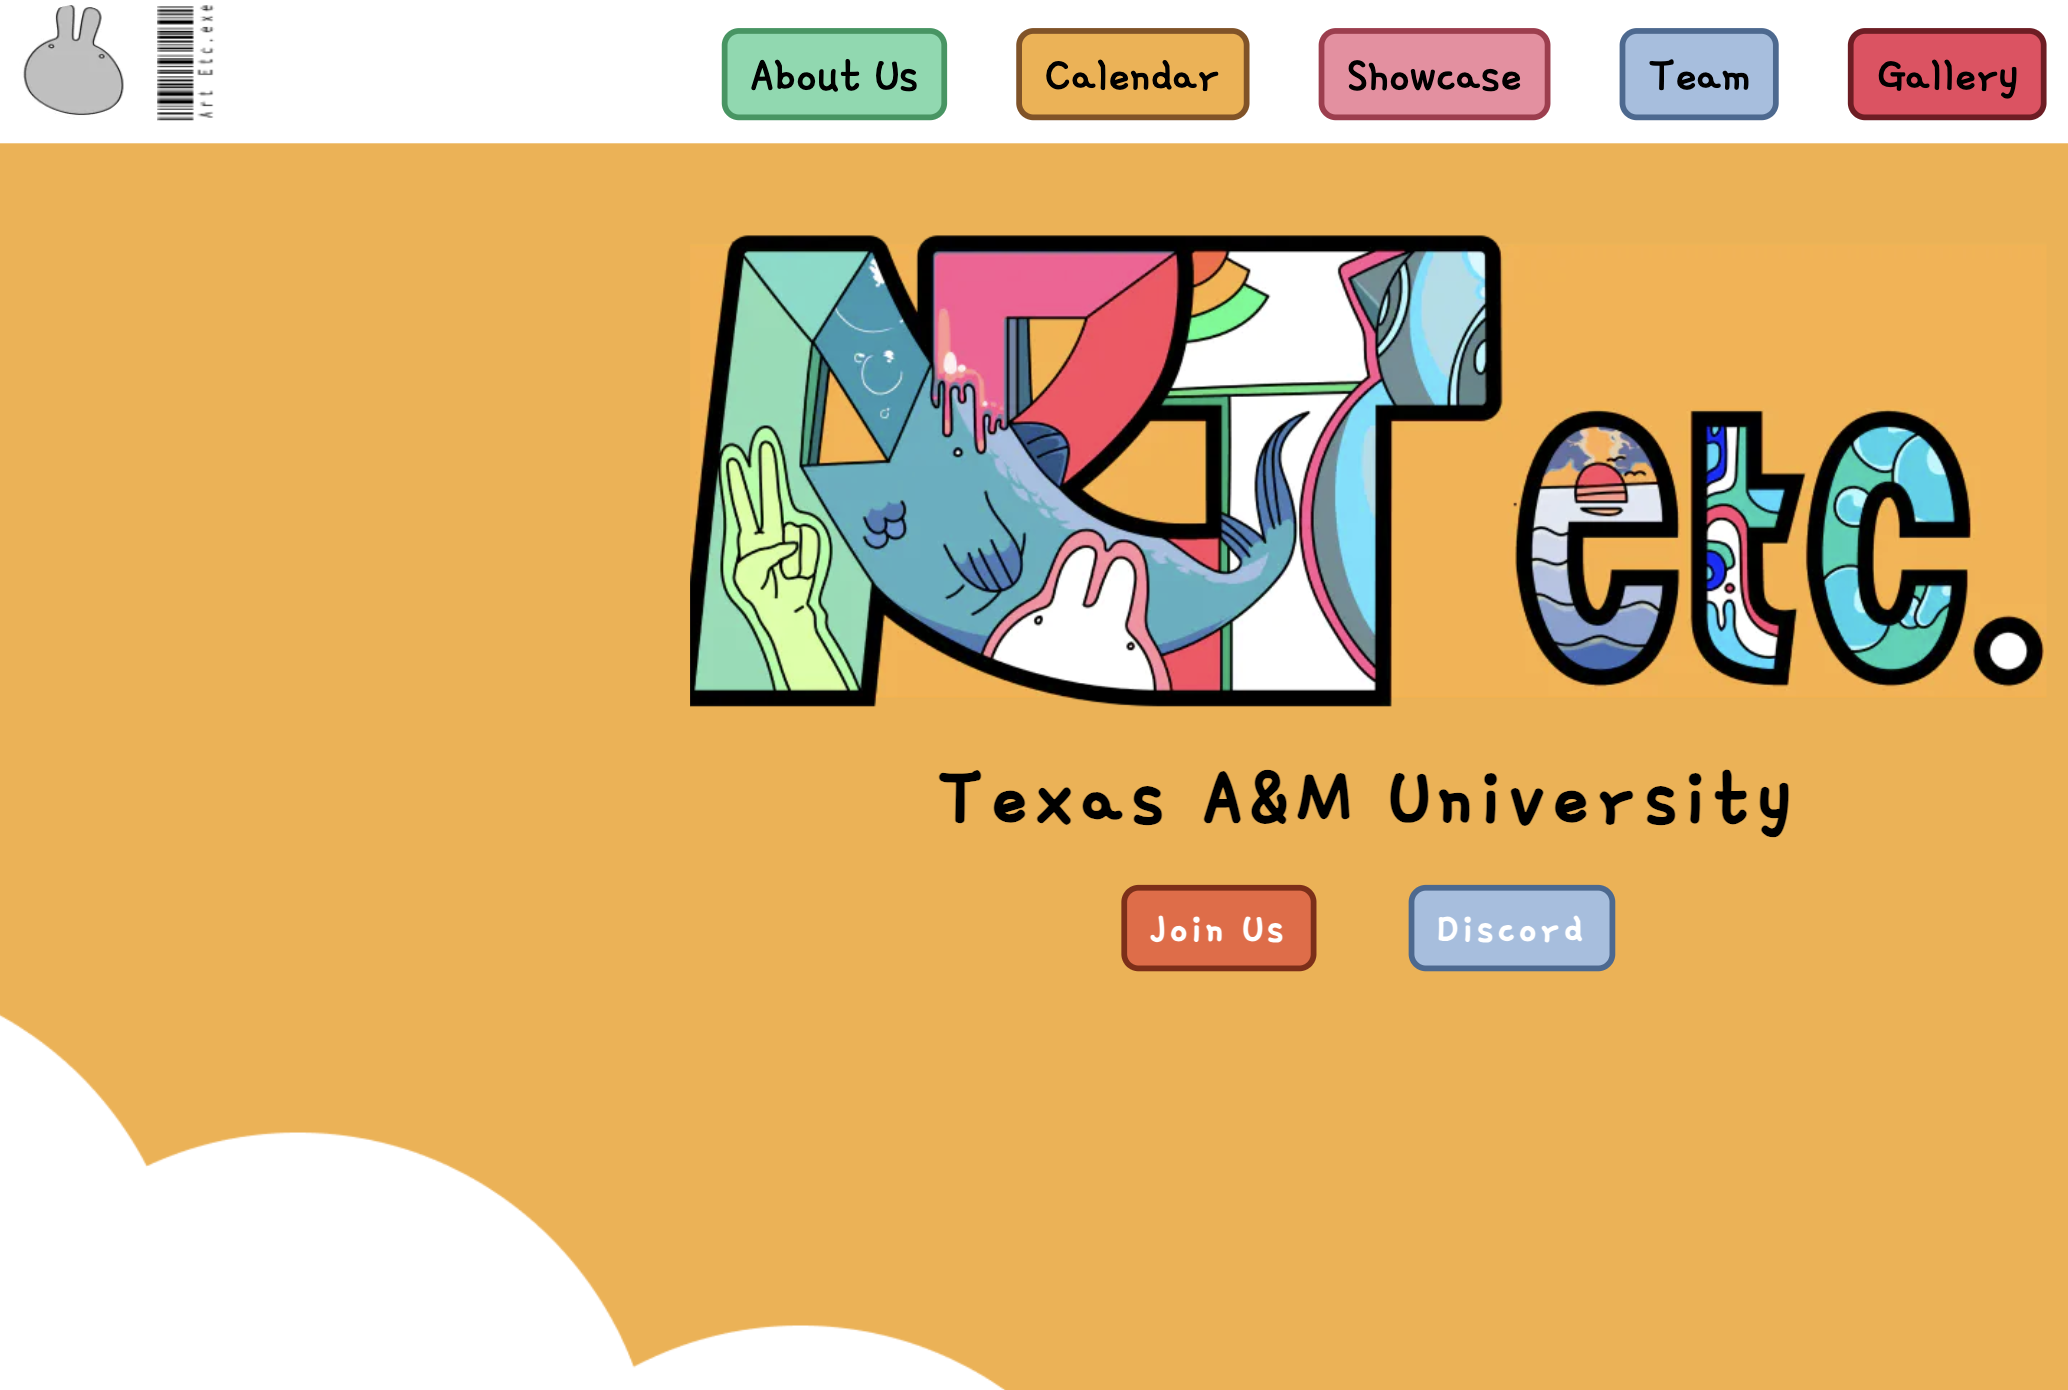 Art Etc.exe
About Us
Calendar
Showcase
Team
Gallery
ART etc.
Texas A&M University
Join Us
Discord